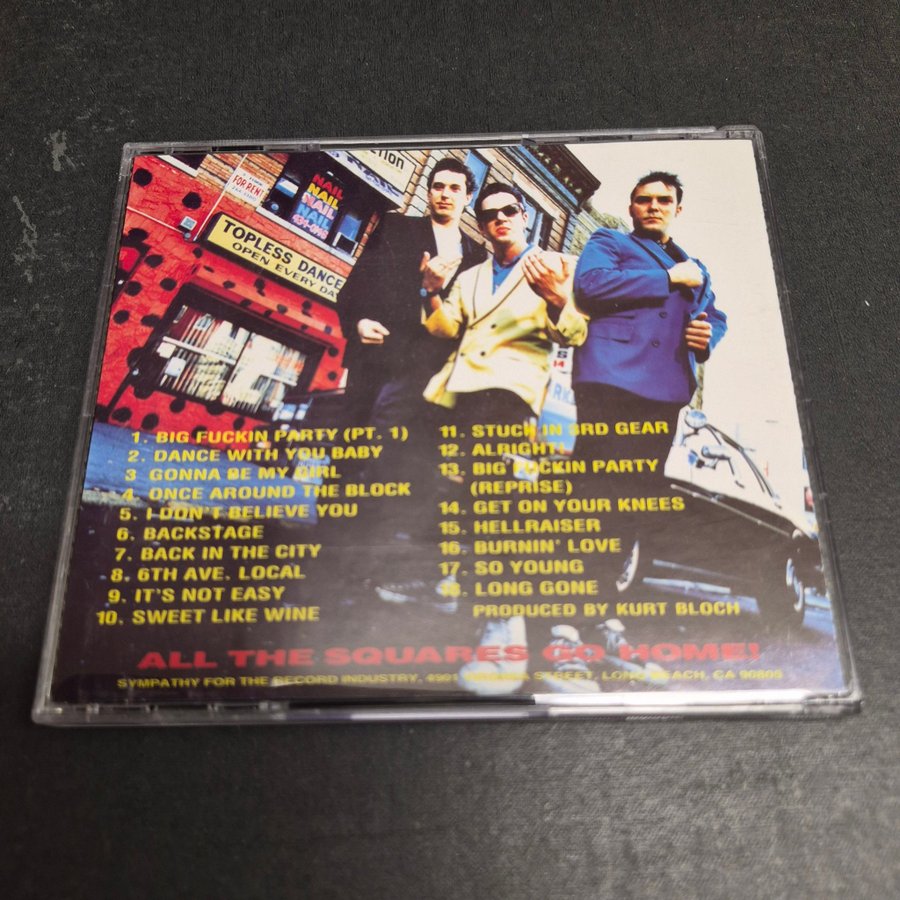 FOR RENT
NAIL
NAIL
NAIL
NAIL
TOPLESS DANCE
OPEN EVERY DA
1. BIG FUCKIN PARTY (PT. 1)
2. DANCE WITH YOU BABY
3 GONNA BE MY GIRL
4. ONCE AROUND THE BLOCK
5. I DON'T BELIEVE YOU
6. BACKSTAGE
7. BACK IN THE CITY
8. 6TH AVE. LOCAL
9. IT'S NOT EASY
10. SWEET LIKE WINE
11. STUCK IN 3RD GEAR
12. ALRIGHT!
13. BIG FUCKIN PARTY
(REPRISE)
14. GET ON YOUR KNEES
15. HELLRAISER
16. BURNIN' LOVE
17. SO YOUNG
18. LONG GONE
PRODUCED BY KURT BLOCH
ALL THE SQUARES GO HOME!
SYMPATHY FOR THE RECORD INDUSTRY, STREET, LONG BEACH, CA 90805